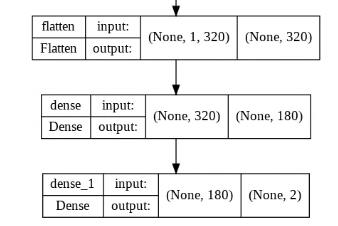 flatten input: (None, 1, 320) (None, 320)
Flatten output:
dense input: (None, 320) (None, 180)
Dense output:
dense_1 input: (None, 180) (None, 2)
Dense output: